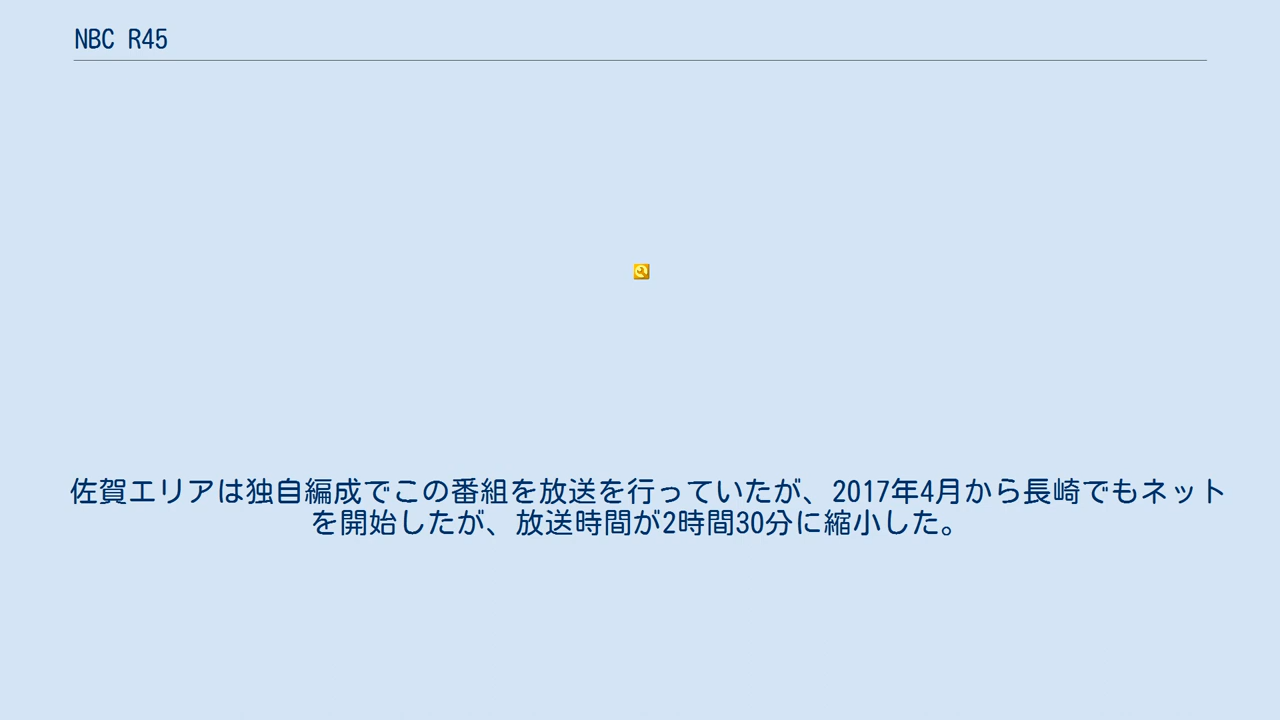 NBC R45
佐賀エリアは独自編成でこの番組を放送を行っていたが、2017年4月から長崎でもネット
を開始したが、放送時間が2時間30分に縮小した。